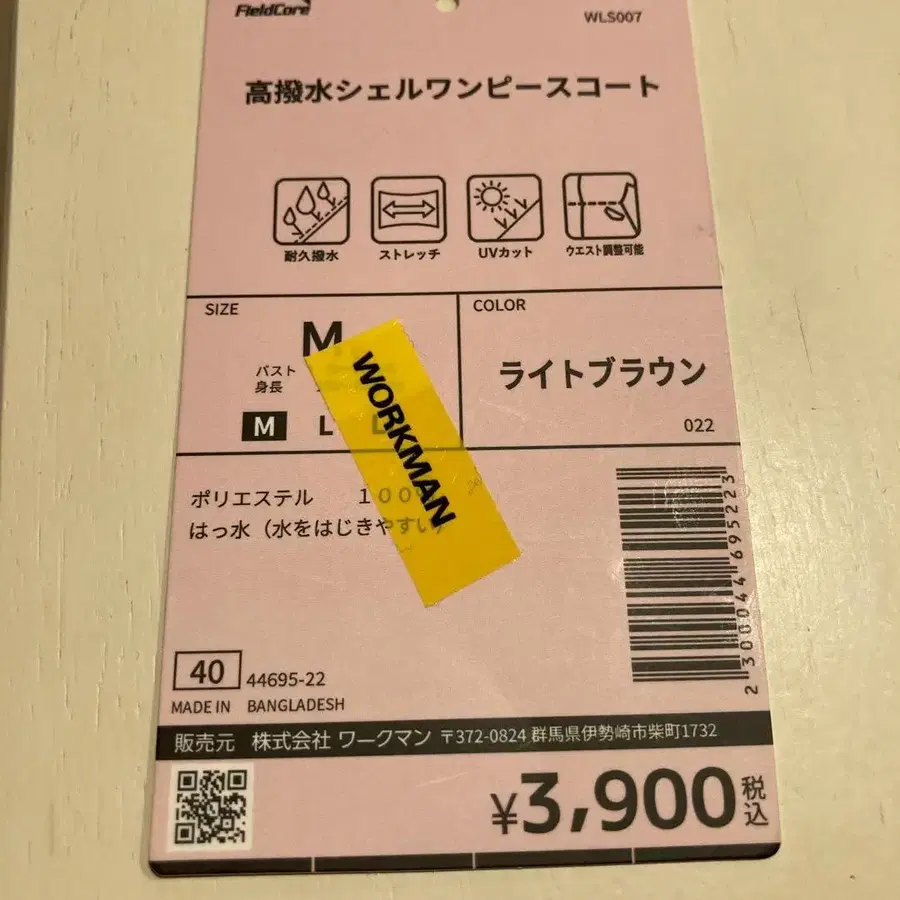 FieldCore
WLS007
高撥水シェルワンピースコート
耐久撥水 ストレッチ UVカット ウエスト調整可能
SIZE
M
バスト
身長
M L
COLOR
ライトブラウン
022
WORKMAN
ポリエステル 100%
はっ水（水をはじきやすい）
2300044695223
40 44695-22
MADE IN BANGLADESH
販売元 株式会社 ワークマン 〒372-0824 群馬県伊勢崎市柴町1732
¥3,900税込